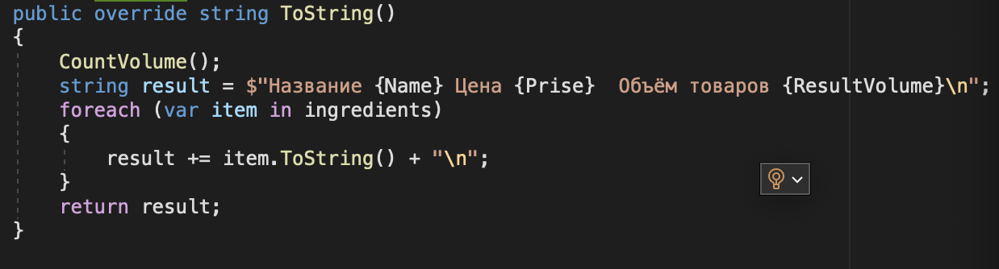 public override string ToString()
{
    CountVolume();
    string result = $"Название {Name} Цена {Prise}  Объём товаров {ResultVolume}\n";
    foreach (var item in ingredients)
    {
        result += item.ToString() + "\n";
    }
    return result;
}